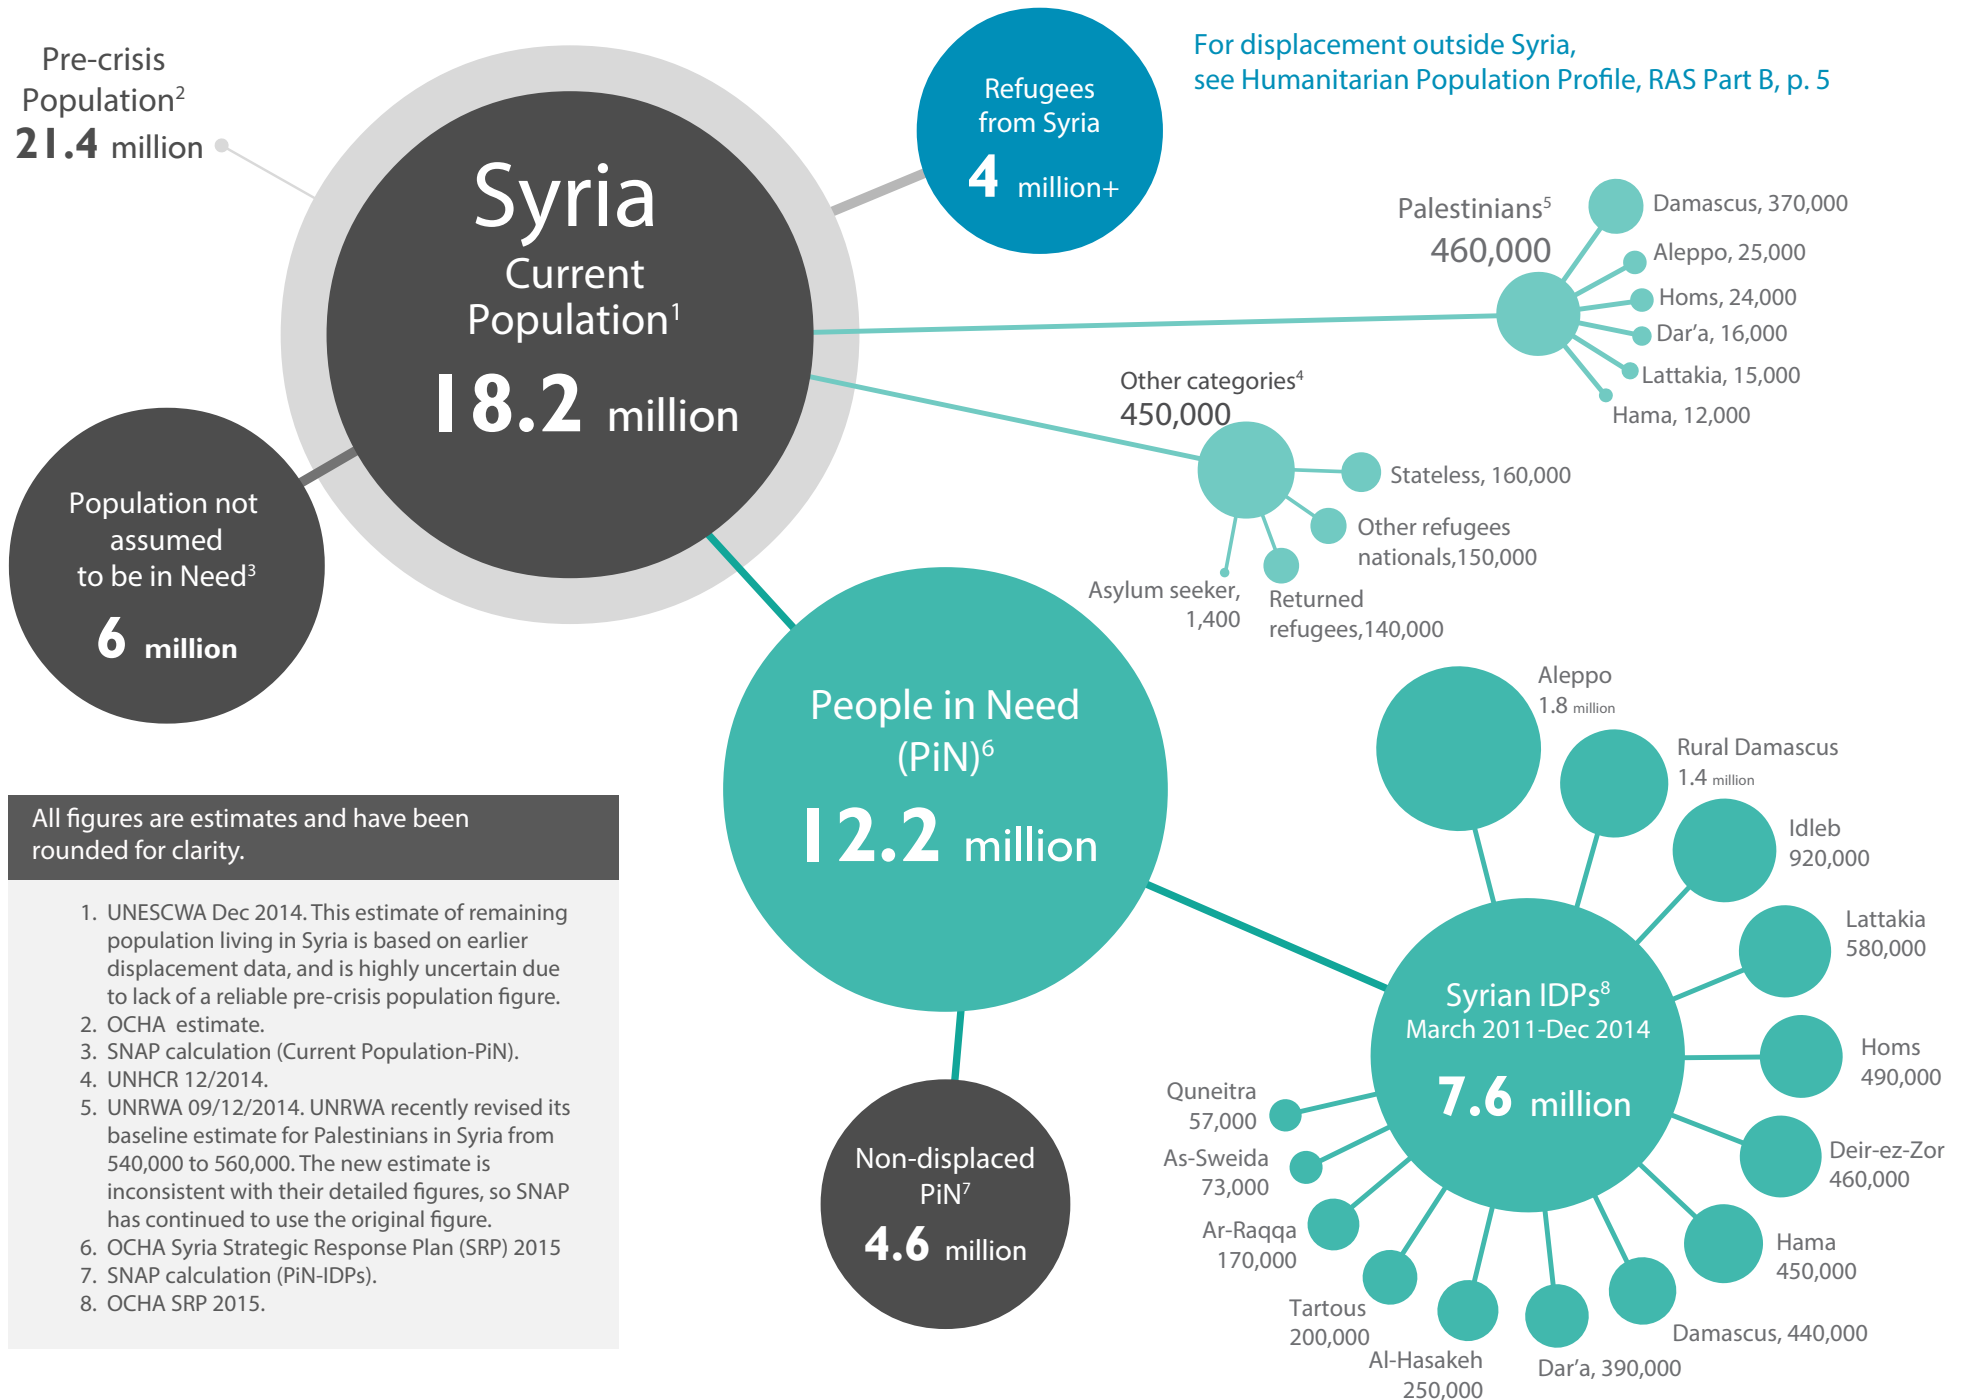 Pre-crisis
Population2
21.4 million
Syria
Current
Population1
18.2 million
Refugees
from Syria
4 million+
For displacement outside Syria,
see Humanitarian Population Profile, RAS Part B, p. 5
Palestinians5
460,000
Damascus, 370,000
Aleppo, 25,000
Homs, 24,000
Dar'a, 16,000
Lattakia, 15,000
Hama, 12,000
Other categories4
450,000
Stateless, 160,000
Other refugees
nationals,150,000
Returned
refugees,140,000
Asylum seeker,
1,400
Population not
assumed
to be in Need3
6 million
People in Need
(PiN)6
12.2 million
Non-displaced
PiN7
4.6 million
Syrian IDPs8
March 2011-Dec 2014
7.6 million
Aleppo
1.8 million
Rural Damascus
1.4 million
Idleb
920,000
Lattakia
580,000
Homs
490,000
Deir-ez-Zor
460,000
Hama
450,000
Damascus, 440,000
Dar'a, 390,000
Al-Hasakeh
250,000
Tartous
200,000
Ar-Raqqa
170,000
As-Sweida
73,000
Quneitra
57,000
All figures are estimates and have been
rounded for clarity.
1. UNESCWA Dec 2014. This estimate of remaining
population living in Syria is based on earlier
displacement data, and is highly uncertain due
to lack of a reliable pre-crisis population figure.
2. OCHA estimate.
3. SNAP calculation (Current Population-PiN).
4. UNHCR 12/2014.
5. UNRWA 09/12/2014. UNRWA recently revised its
baseline estimate for Palestinians in Syria from
540,000 to 560,000. The new estimate is
inconsistent with their detailed figures, so SNAP
has continued to use the original figure.
6. OCHA Syria Strategic Response Plan (SRP) 2015
7. SNAP calculation (PiN-IDPs).
8. OCHA SRP 2015.